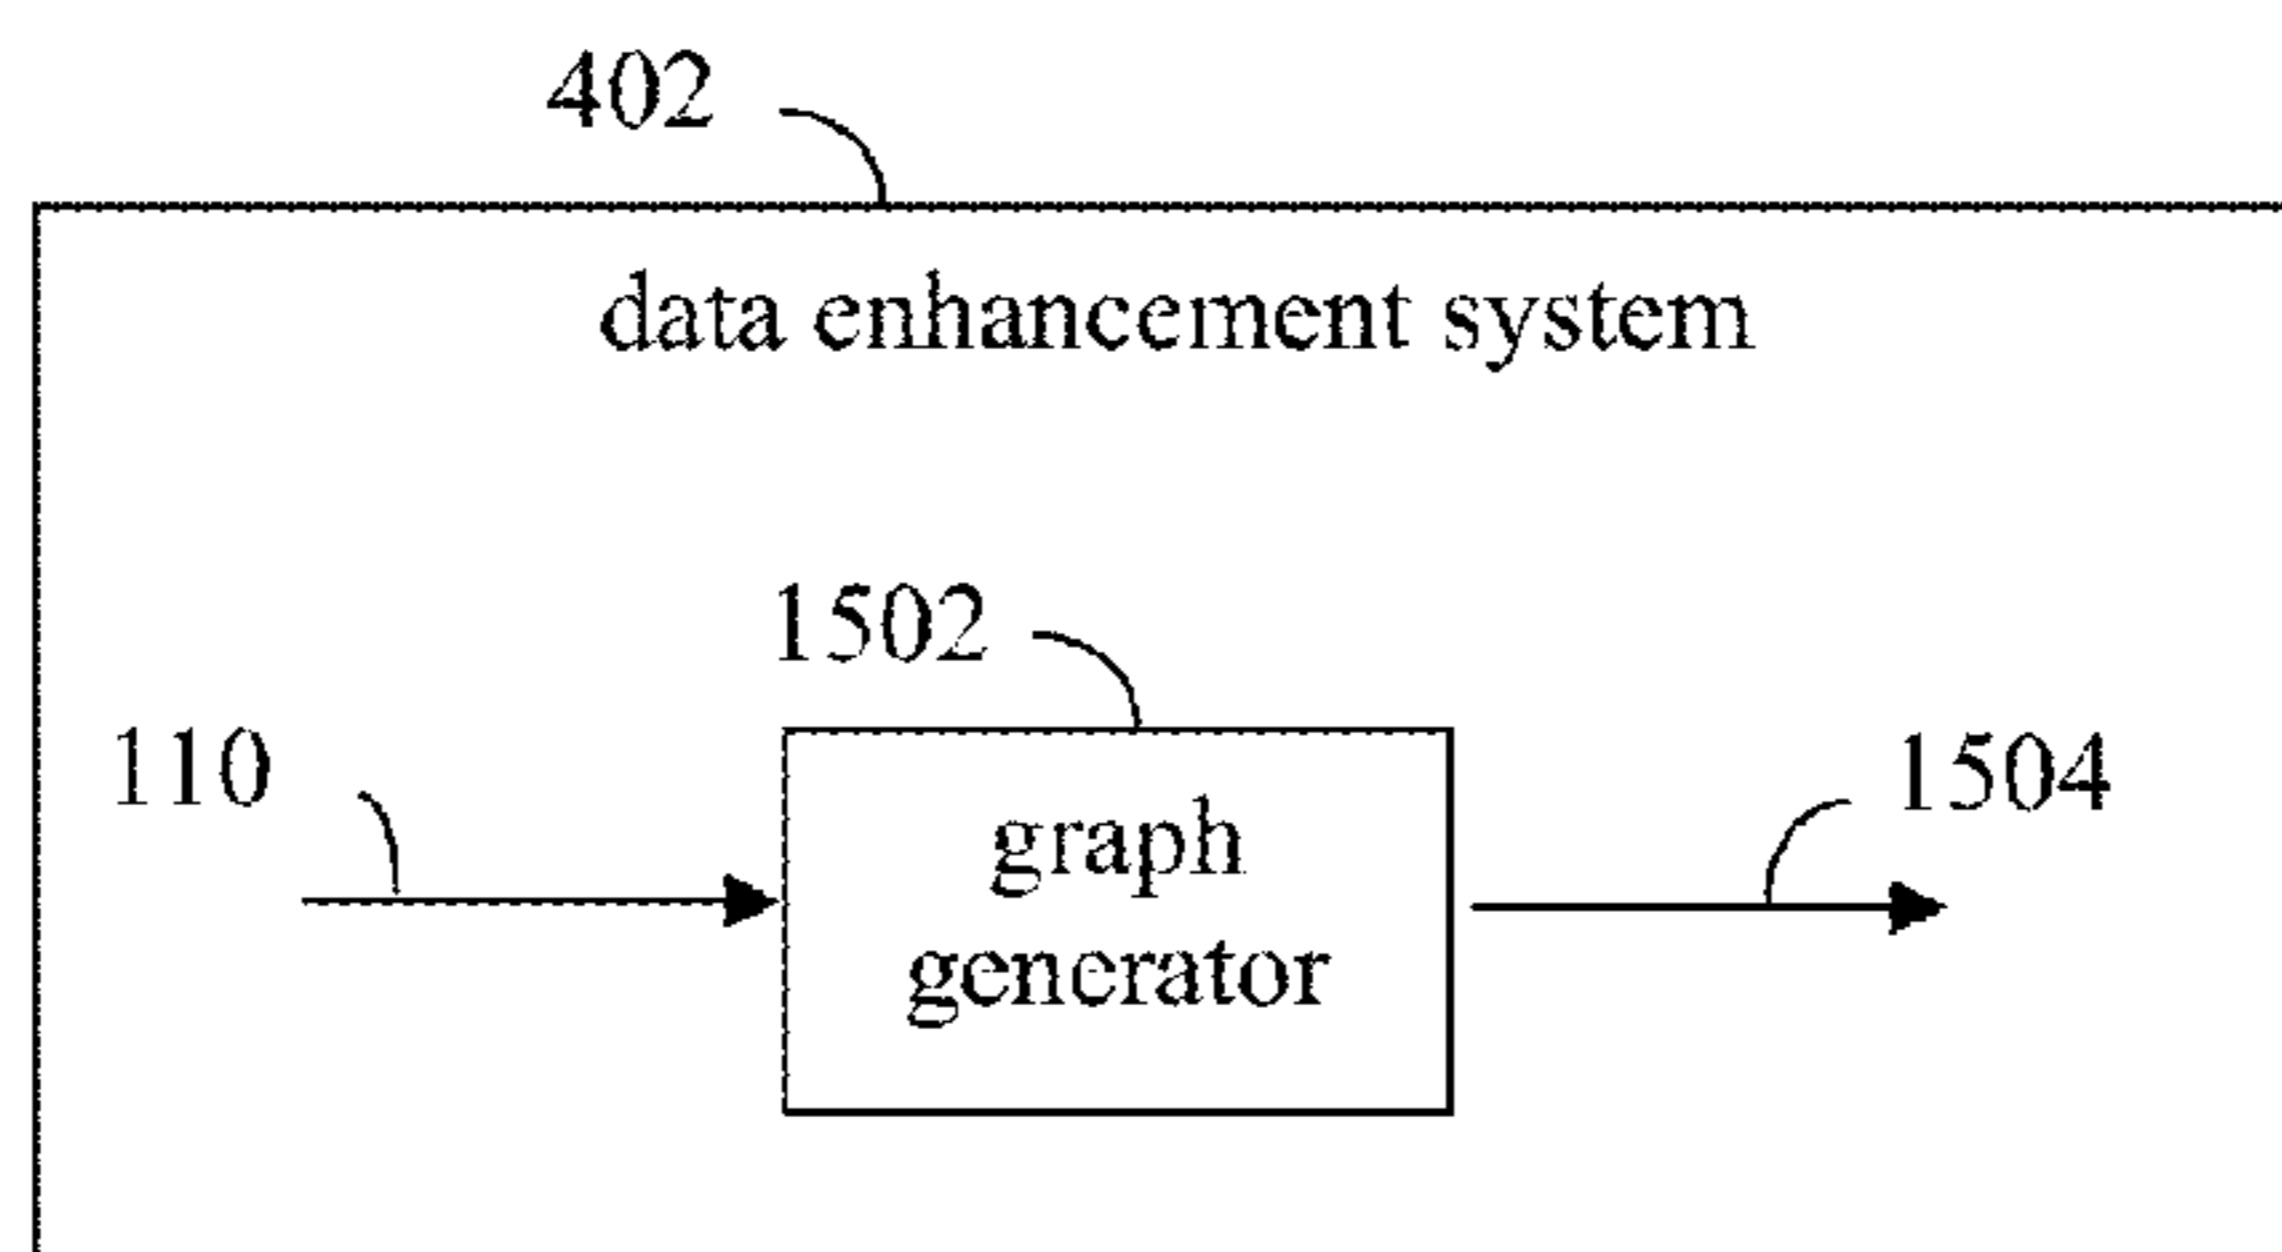 402
data enhancement system
1502
110
1504
graph
generator